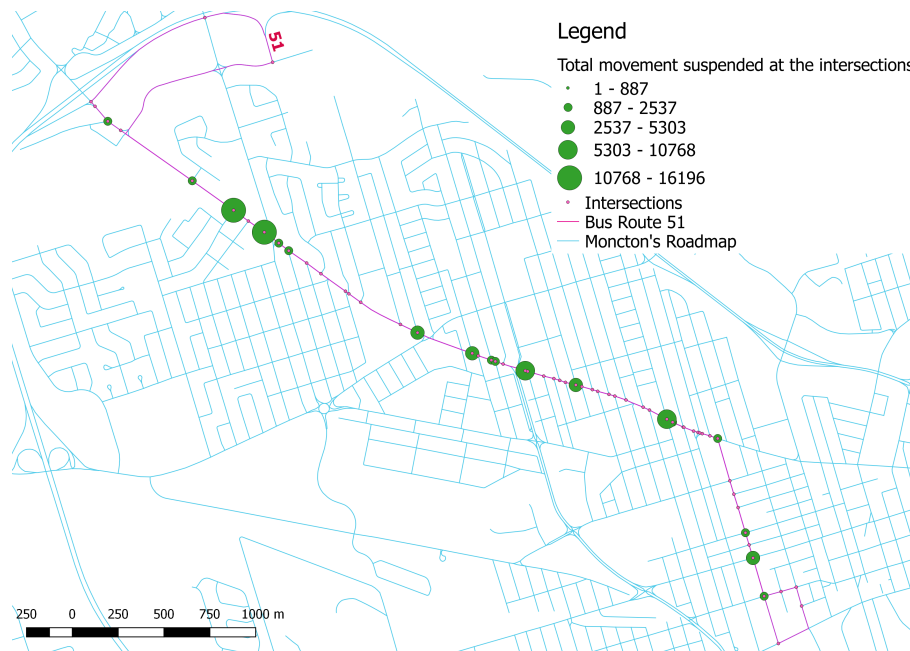 51
Legend
Total movement suspended at the intersections
1 - 887
887 - 2537
2537 - 5303
5303 - 10768
10768 - 16196
Intersections
Bus Route 51
Moncton's Roadmap
250 0 250 500 750 1000 m